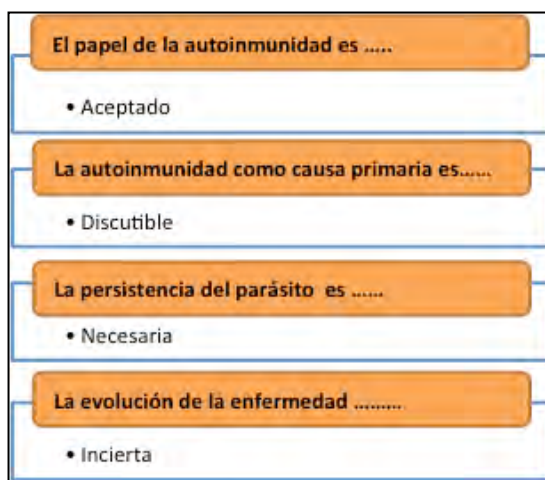 El papel de la autoinmunidad es .....
• Aceptado
La autoinmunidad como causa primaria es......
• Discutible
La persistencia del parásito es ......
• Necesaria
La evolución de la enfermedad .........
• Incierta